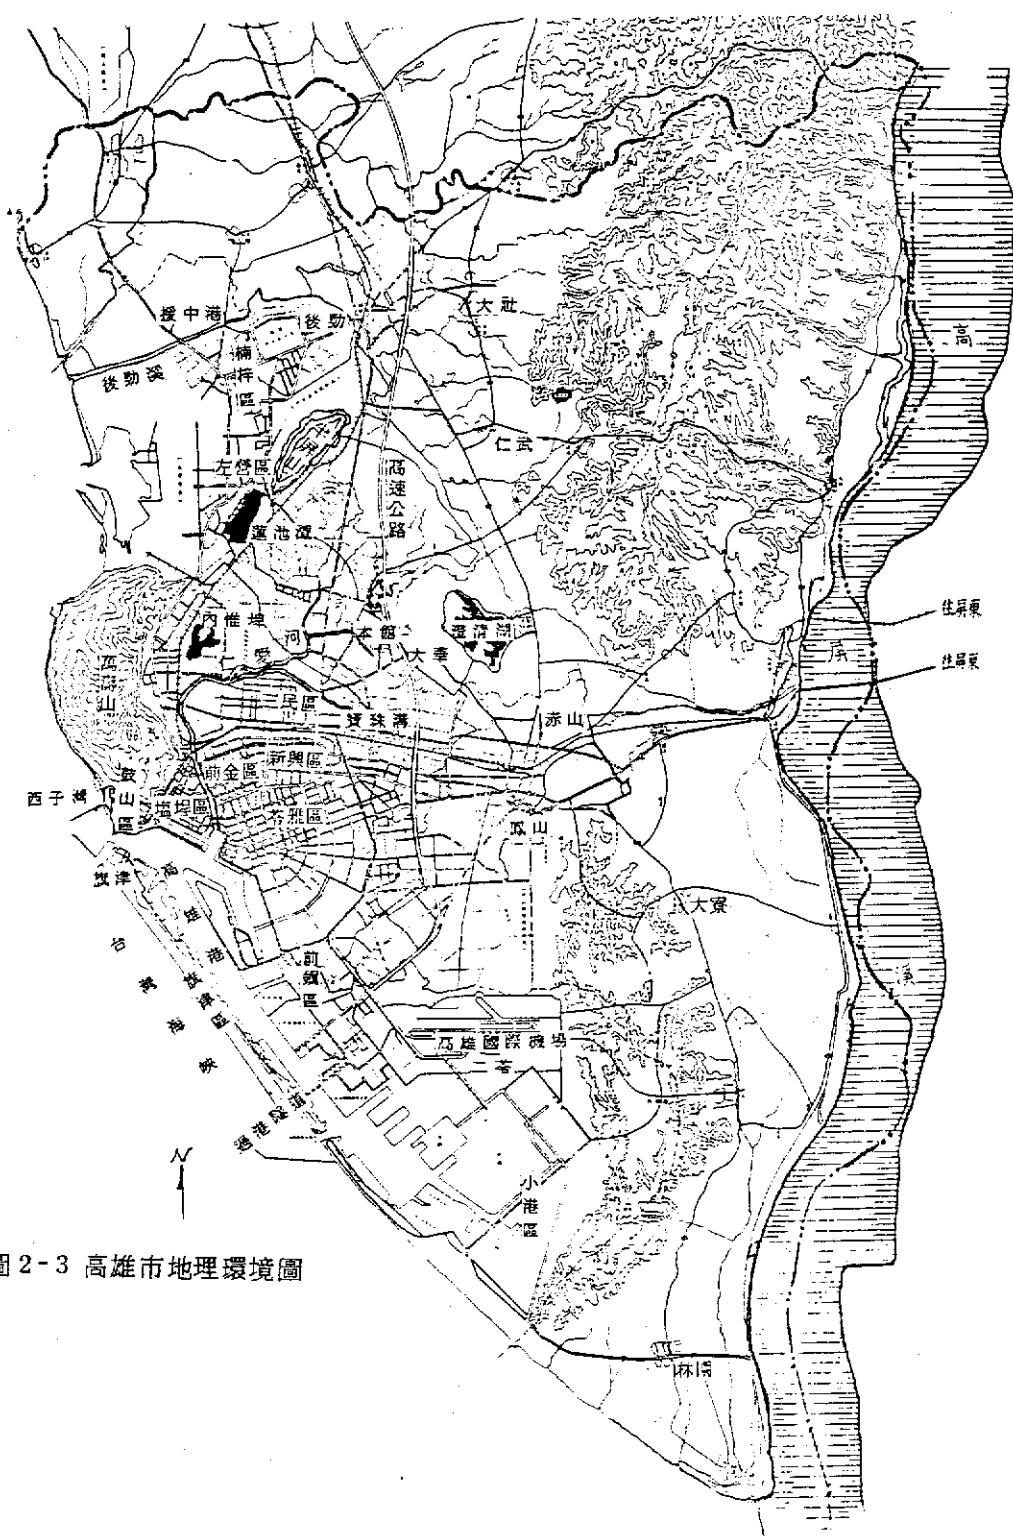 高
援中港
後勁
大社
楠梓區
後勁溪
仁武
左營區
高速公路
蓮池潭
往屏東
內惟埤
本館
澄清湖
愛河
大華
屏
往屏東
萬壽山
三民區
寶珠溝
赤山
前金區
新興區
西子灣
鼓山區
塩埕區
苓雅區
鳳山
旗津
高雄港
大寮
台灣海峽
旗津區
前鎮區
溪
高雄國際機場
二苓
過港隧道
N
小港區
圖2-3 高雄市地理環境圖
林園